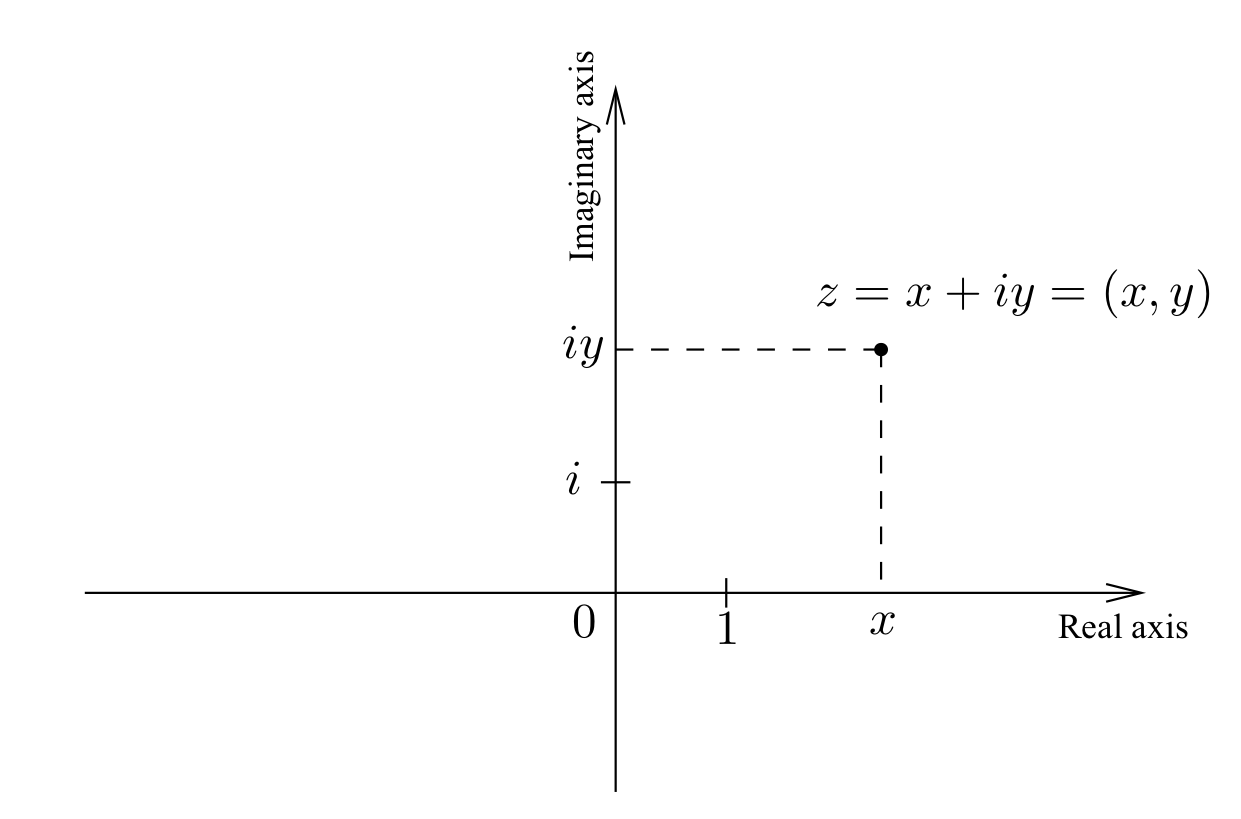 Imaginary axis
z = x + iy = (x, y)
iy
i
0
1
x
Real axis